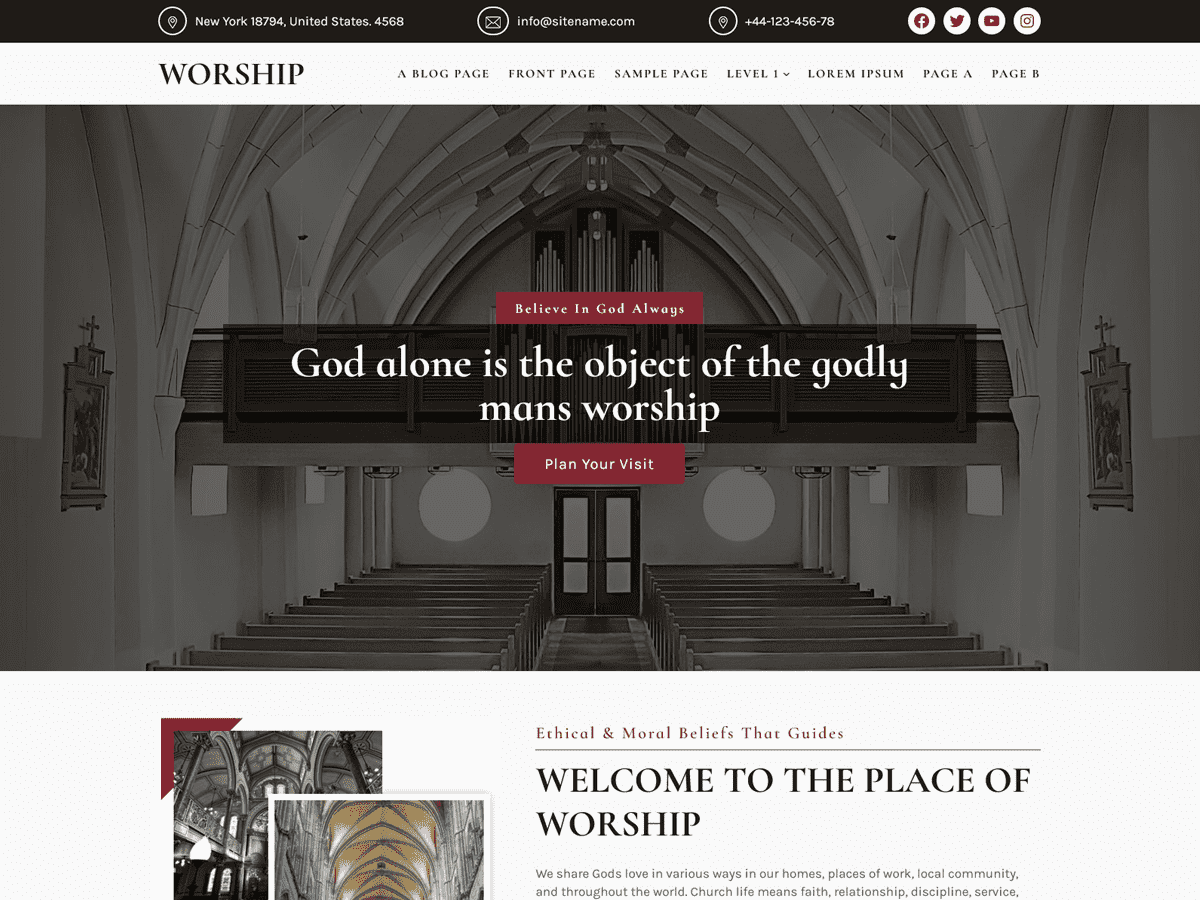 New York 18794, United States. 4568
info@sitename.com
+44-123-456-78
WORSHIP
A BLOG PAGE
FRONT PAGE
SAMPLE PAGE
LEVEL 1
LOREM IPSUM
PAGE A
PAGE B
Believe In God Always
God alone is the object of the godly
mans worship
Plan Your Visit
Ethical & Moral Beliefs That Guides
WELCOME TO THE PLACE OF
WORSHIP
We share Gods love in various ways in our homes, places of work, local community,
and throughout the world. Church life means faith, relationship, discipline, service,